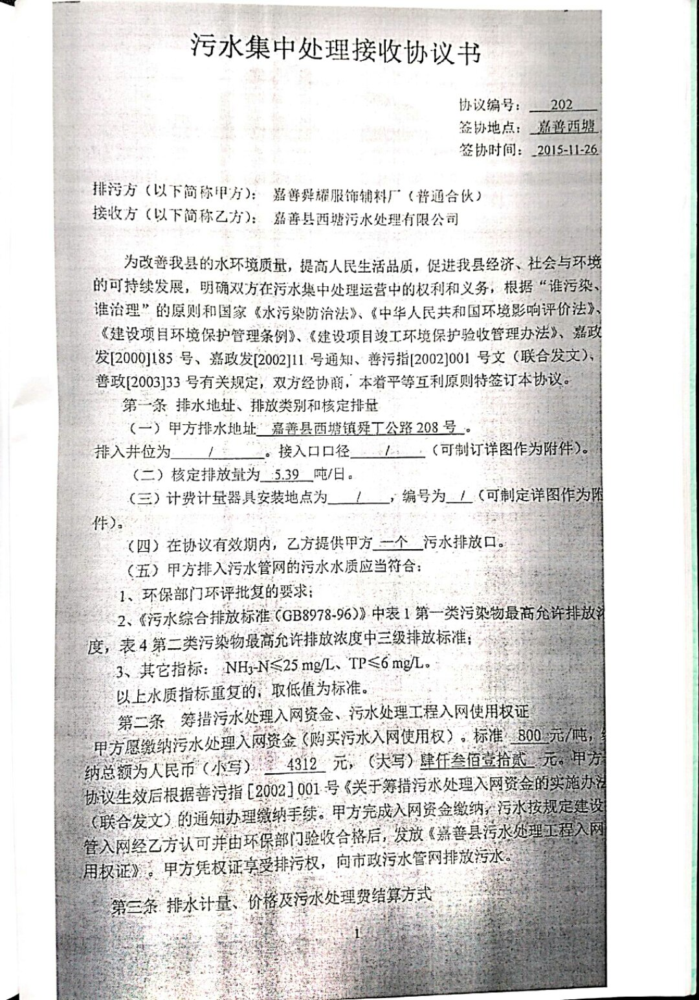 污水集中处理接收协议书
协议编号： 202
签协地点： 嘉善西塘
签协时间： 2015-11-26
排污方（以下简称甲方）： 嘉善舜耀服饰辅料厂（普通合伙）
接收方（以下简称乙方）： 嘉善县西塘污水处理有限公司
为改善我县的水环境质量，提高人民生活品质，促进我县经济、社会与环境
的可持续发展，明确双方在污水集中处理运营中的权利和义务，根据“谁污染、
谁治理”的原则和国家《水污染防治法》、《中华人民共和国环境影响评价法》、
《建设项目环境保护管理条例》、《建设项目竣工环境保护验收管理办法》、嘉政
发[2000]185 号、嘉政发[2002]11 号通知、善污指[2002]001 号文（联合发文）、
善政[2003]33 号有关规定，双方经协商，本着平等互利原则特签订本协议。
第一条 排水地址、排放类别和核定排量
（一）甲方排水地址 嘉善县西塘镇舜丁公路 208 号 。
排入井位为 / 。接入口口径 / （可制订详图作为附件）。
（二）核定排放量为 5.39 吨/日。
（三）计费计量器具安装地点为 / ，编号为 / （可制定详图作为附
件）。
（四）在协议有效期内，乙方提供甲方 一个 污水排放口。
（五）甲方排入污水管网的污水水质应当符合：
1、环保部门环评批复的要求；
2、《污水综合排放标准（GB8978-96）》中表 1 第一类污染物最高允许排放浓
度，表 4 第二类污染物最高允许排放浓度中三级排放标准；
3、其它指标： NH3-N≤25 mg/L、TP≤6 mg/L。
以上水质指标重复的，取低值为标准。
第二条 筹措污水处理入网资金、污水处理工程入网使用权证
甲方愿缴纳污水处理入网资金（购买污水入网使用权）。标准 800 元/吨，
纳总额为人民币（小写） 4312 元，（大写）肆仟叁佰壹拾贰 元。甲方
协议生效后根据善污指［2002］001 号《关于筹措污水处理入网资金的实施办法
（联合发文）的通知办理缴纳手续。甲方完成入网资金缴纳，污水按规定建设
管入网经乙方认可并由环保部门验收合格后，发放《嘉善县污水处理工程入网
用权证》。甲方凭权证享受排污权，向市政污水管网排放污水。
第三条 排水计量、价格及污水处理费结算方式
1